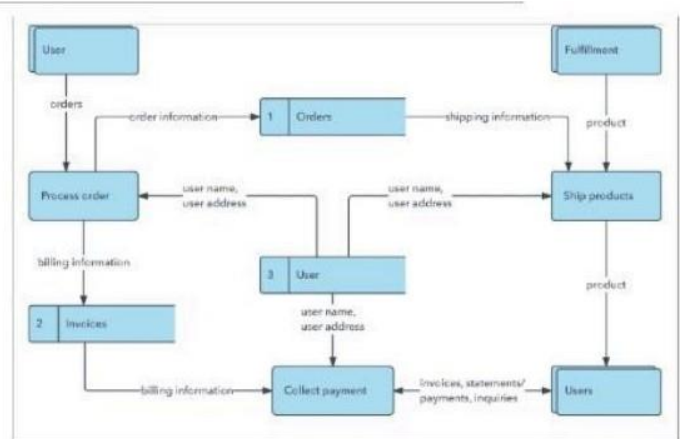 User
Fulfillment
orders
order information
1 Orders
shipping information
product
Process order
user name,
user address
user name,
user address
Ship products
billing information
3 User
product
2 Invoices
user name,
user address
billing information
Collect payment
invoices, statements/
payments, inquiries
Users